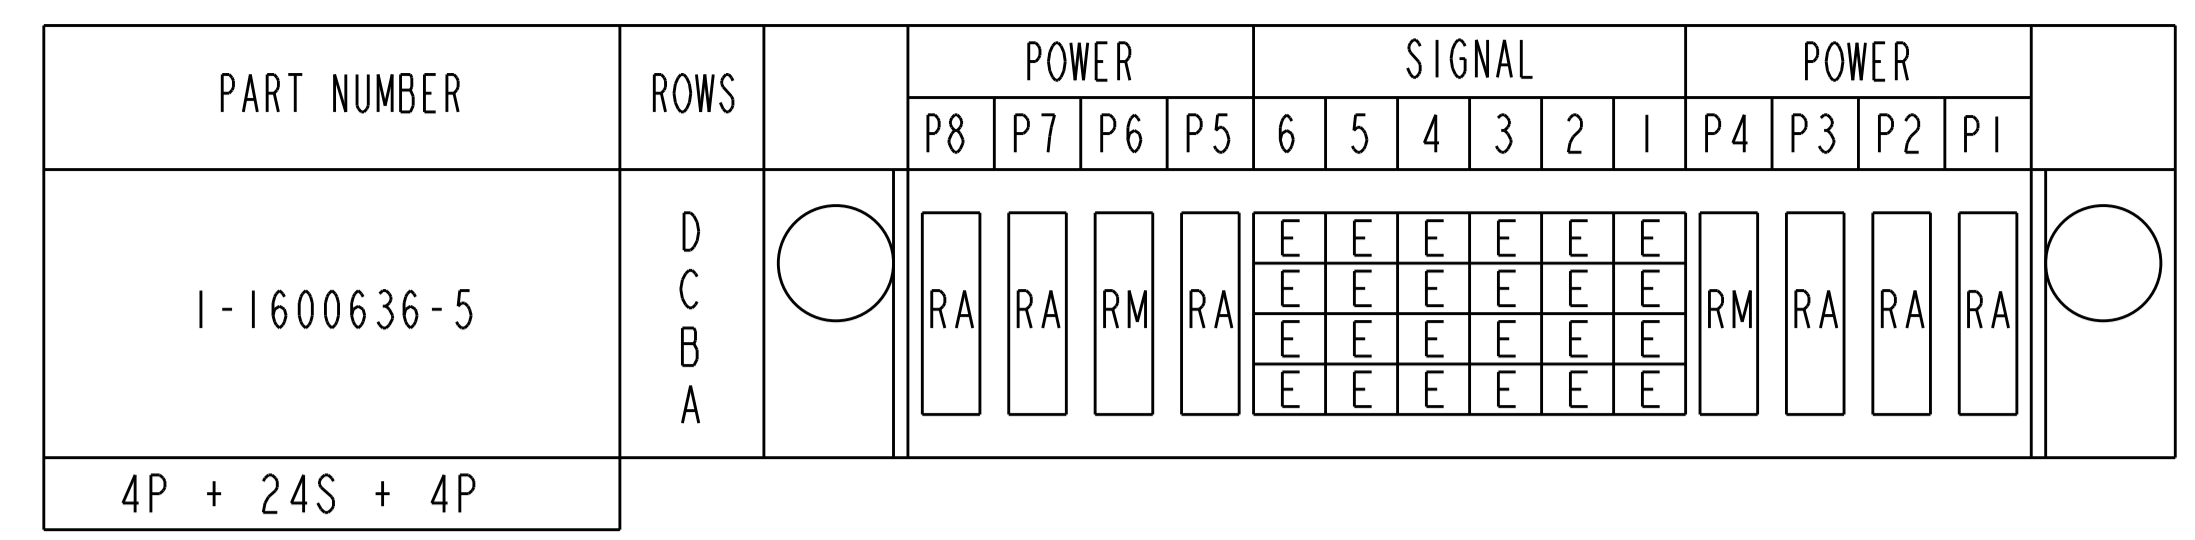 PART NUMBER ROWS POWER SIGNAL POWER
P8 P7 P6 P5 6 5 4 3 2 1 P4 P3 P2 P1
D E E E E E E
C E E E E E E
1-1600636-5 RA RA RM RA RM RA RA RA
B E E E E E E
A E E E E E E
4P + 24S + 4P